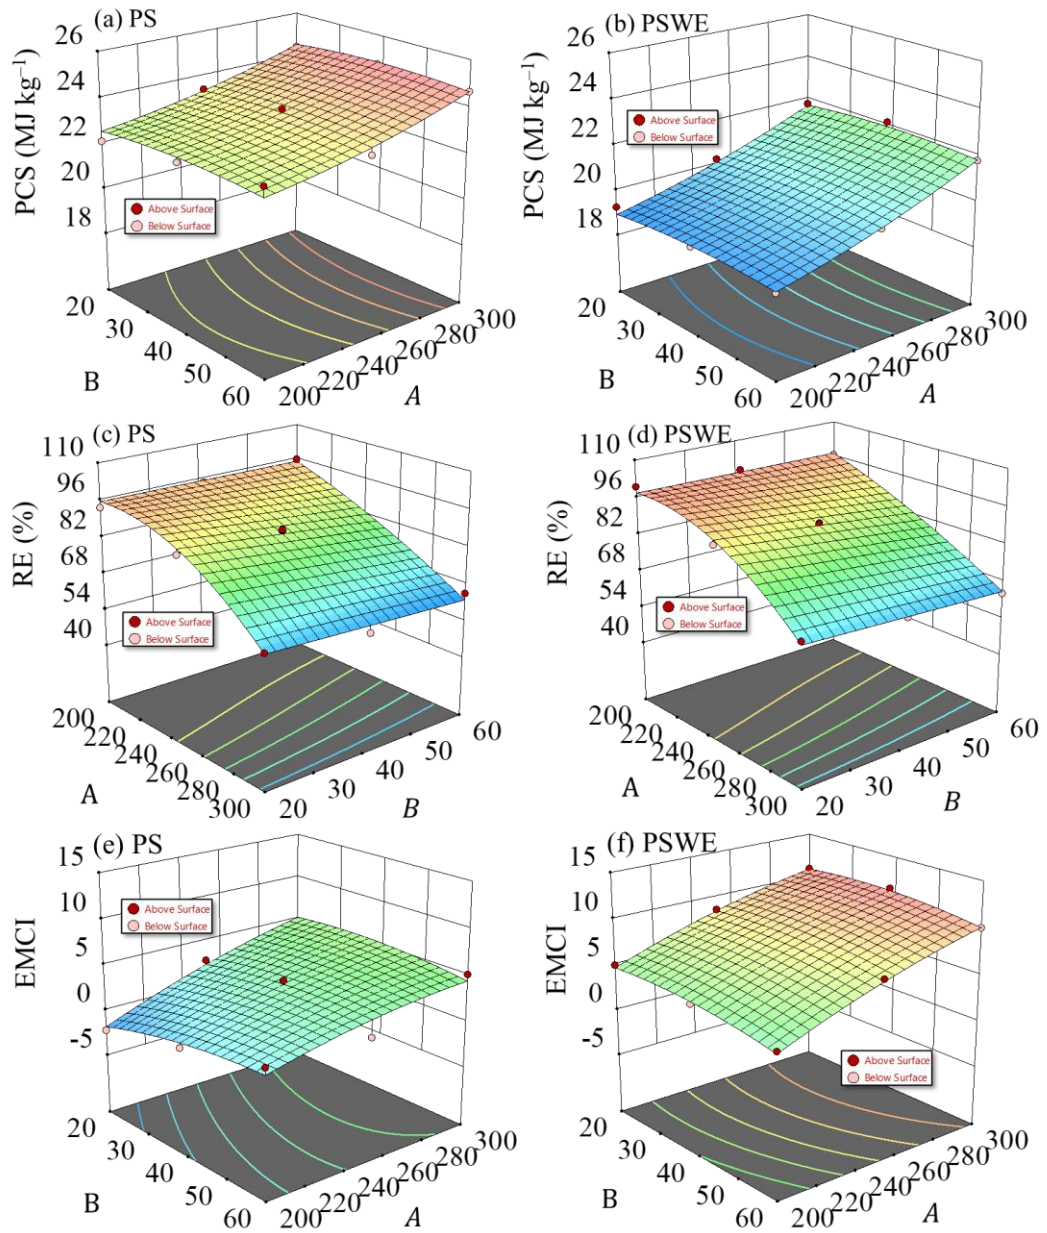 (a) PS
PCS (MJ kg⁻¹)
26
24
22
20
18
Above Surface
Below Surface
20
30
40
50
60
B
200
220
240
260
280
300
A
(b) PSWE
PCS (MJ kg⁻¹)
26
24
22
20
18
Above Surface
Below Surface
20
30
40
50
60
B
200
220
240
260
280
300
A
(c) PS
RE (%)
110
96
82
68
54
40
Above Surface
Below Surface
200
220
240
260
280
300
A
20
30
40
50
60
B
(d) PSWE
RE (%)
110
96
82
68
54
40
Above Surface
Below Surface
200
220
240
260
280
300
A
20
30
40
50
60
B
(e) PS
EMCI
15
10
5
0
-5
Above Surface
Below Surface
20
30
40
50
60
B
200
220
240
260
280
300
A
(f) PSWE
EMCI
15
10
5
0
-5
Above Surface
Below Surface
20
30
40
50
60
B
200
220
240
260
280
300
A